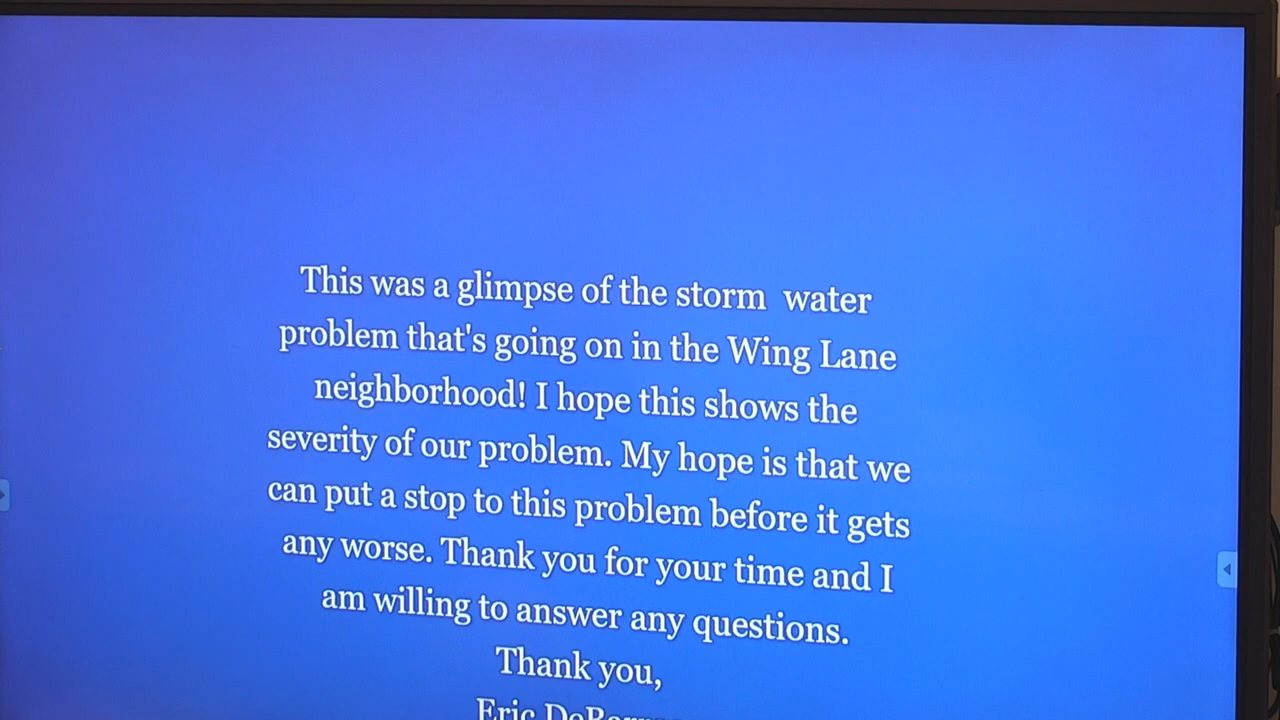 This was a glimpse of the storm  water
problem that's going on in the Wing Lane
neighborhood! I hope this shows the
severity of our problem. My hope is that we
can put a stop to this problem before it gets
any worse. Thank you for your time and I
am willing to answer any questions.
Thank you,
Eric